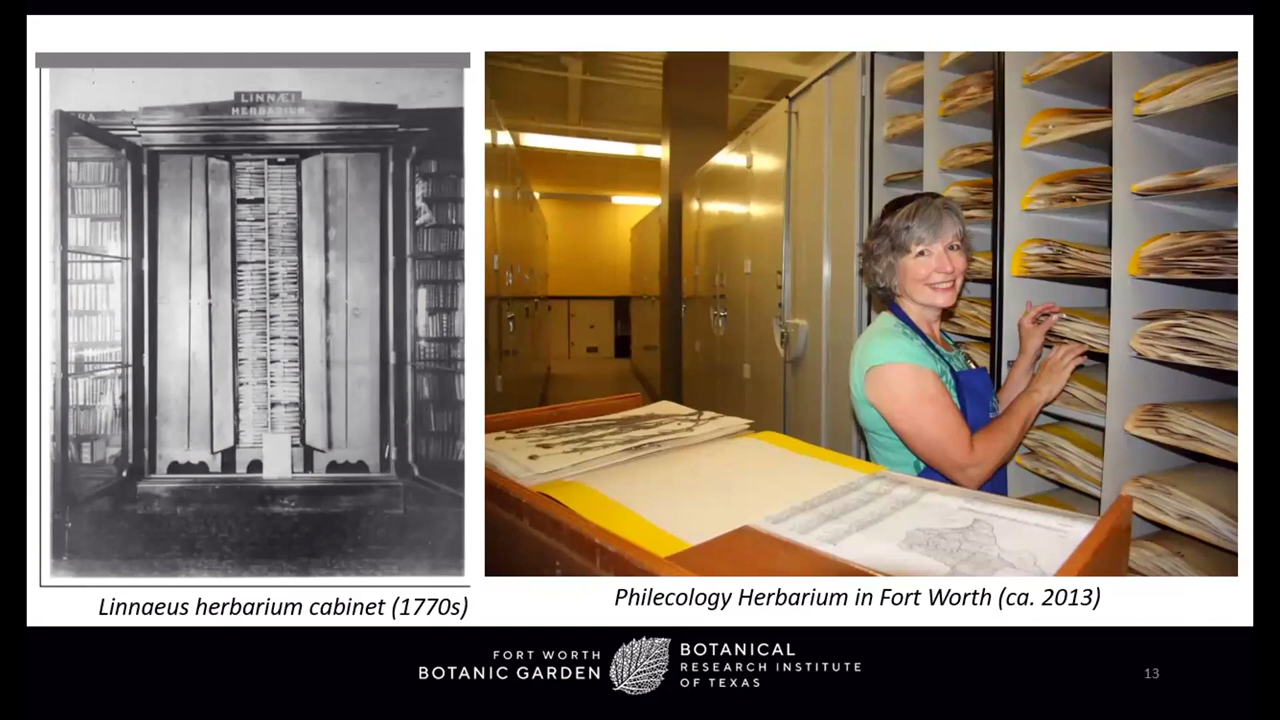 LINNÆI
HERBARIUM
Linnaeus herbarium cabinet (1770s)
Philecology Herbarium in Fort Worth (ca. 2013)
FORT WORTH
BOTANIC GARDEN
BOTANICAL
RESEARCH INSTITUTE
OF TEXAS
13